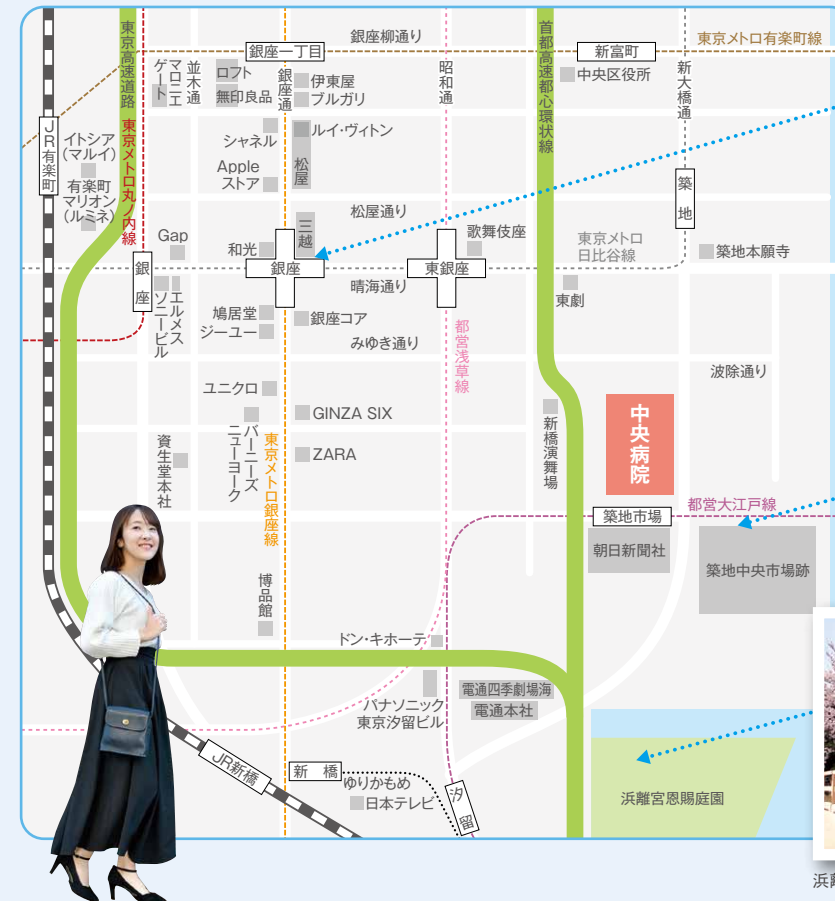 東京高速道路
銀座柳通り
銀座一丁目
新富町
東京メトロ有楽町線
首都高速都心環状線
マロニエ
ゲート
並木通
ロフト
無印良品
銀座通
伊東屋
ブルガリ
昭和通
中央区役所
新大橋通
JR有楽町
イトシア
(マルイ)
有楽町
マリオン
(ルミネ)
東京メトロ丸ノ内線
シャネル
ルイ・ヴィトン
Apple
ストア
松屋
松屋通り
三越
築地
Gap
和光
歌舞伎座
東京メトロ
日比谷線
築地本願寺
銀座
銀座
東銀座
晴海通り
東劇
エルメス
ソニービル
鳩居堂
ジーユー
銀座コア
みゆき通り
都営浅草線
波除通り
ユニクロ
GINZA SIX
バーニーズ
ニューヨーク
東京メトロ銀座線
ZARA
資生堂本社
新橋演舞場
中央病院
都営大江戸線
築地市場
朝日新聞社
築地中央市場跡
博品館
ドン・キホーテ
パナソニック
東京汐留ビル
電通四季劇場海
電通本社
JR新橋
新橋
ゆりかもめ
日本テレビ
汐留
浜離宮恩賜庭園
浜離